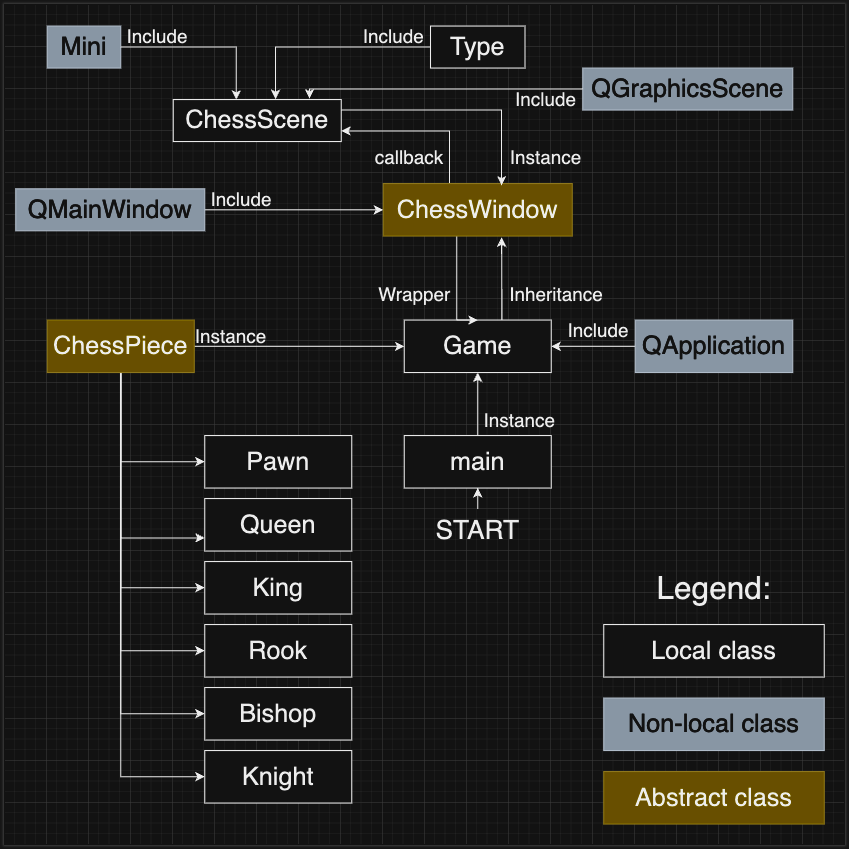 Mini
Include
Include
Type
QGraphicsScene
Include
ChessScene
callback
Instance
QMainWindow
Include
ChessWindow
Wrapper
Inheritance
ChessPiece
Instance
Game
Include
QApplication
Instance
Pawn
main
Queen
START
King
Legend:
Rook
Local class
Bishop
Non-local class
Knight
Abstract class